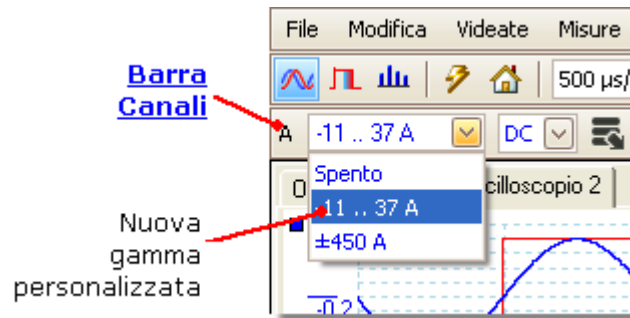 File Modifica Videate Misure
500 µs/
Barra
Canali
A -11 .. 37 A DC
Spento
cilloscopio 2
-11 .. 37 A
±450 A
Nuova
gamma
personalizzata
-0.2